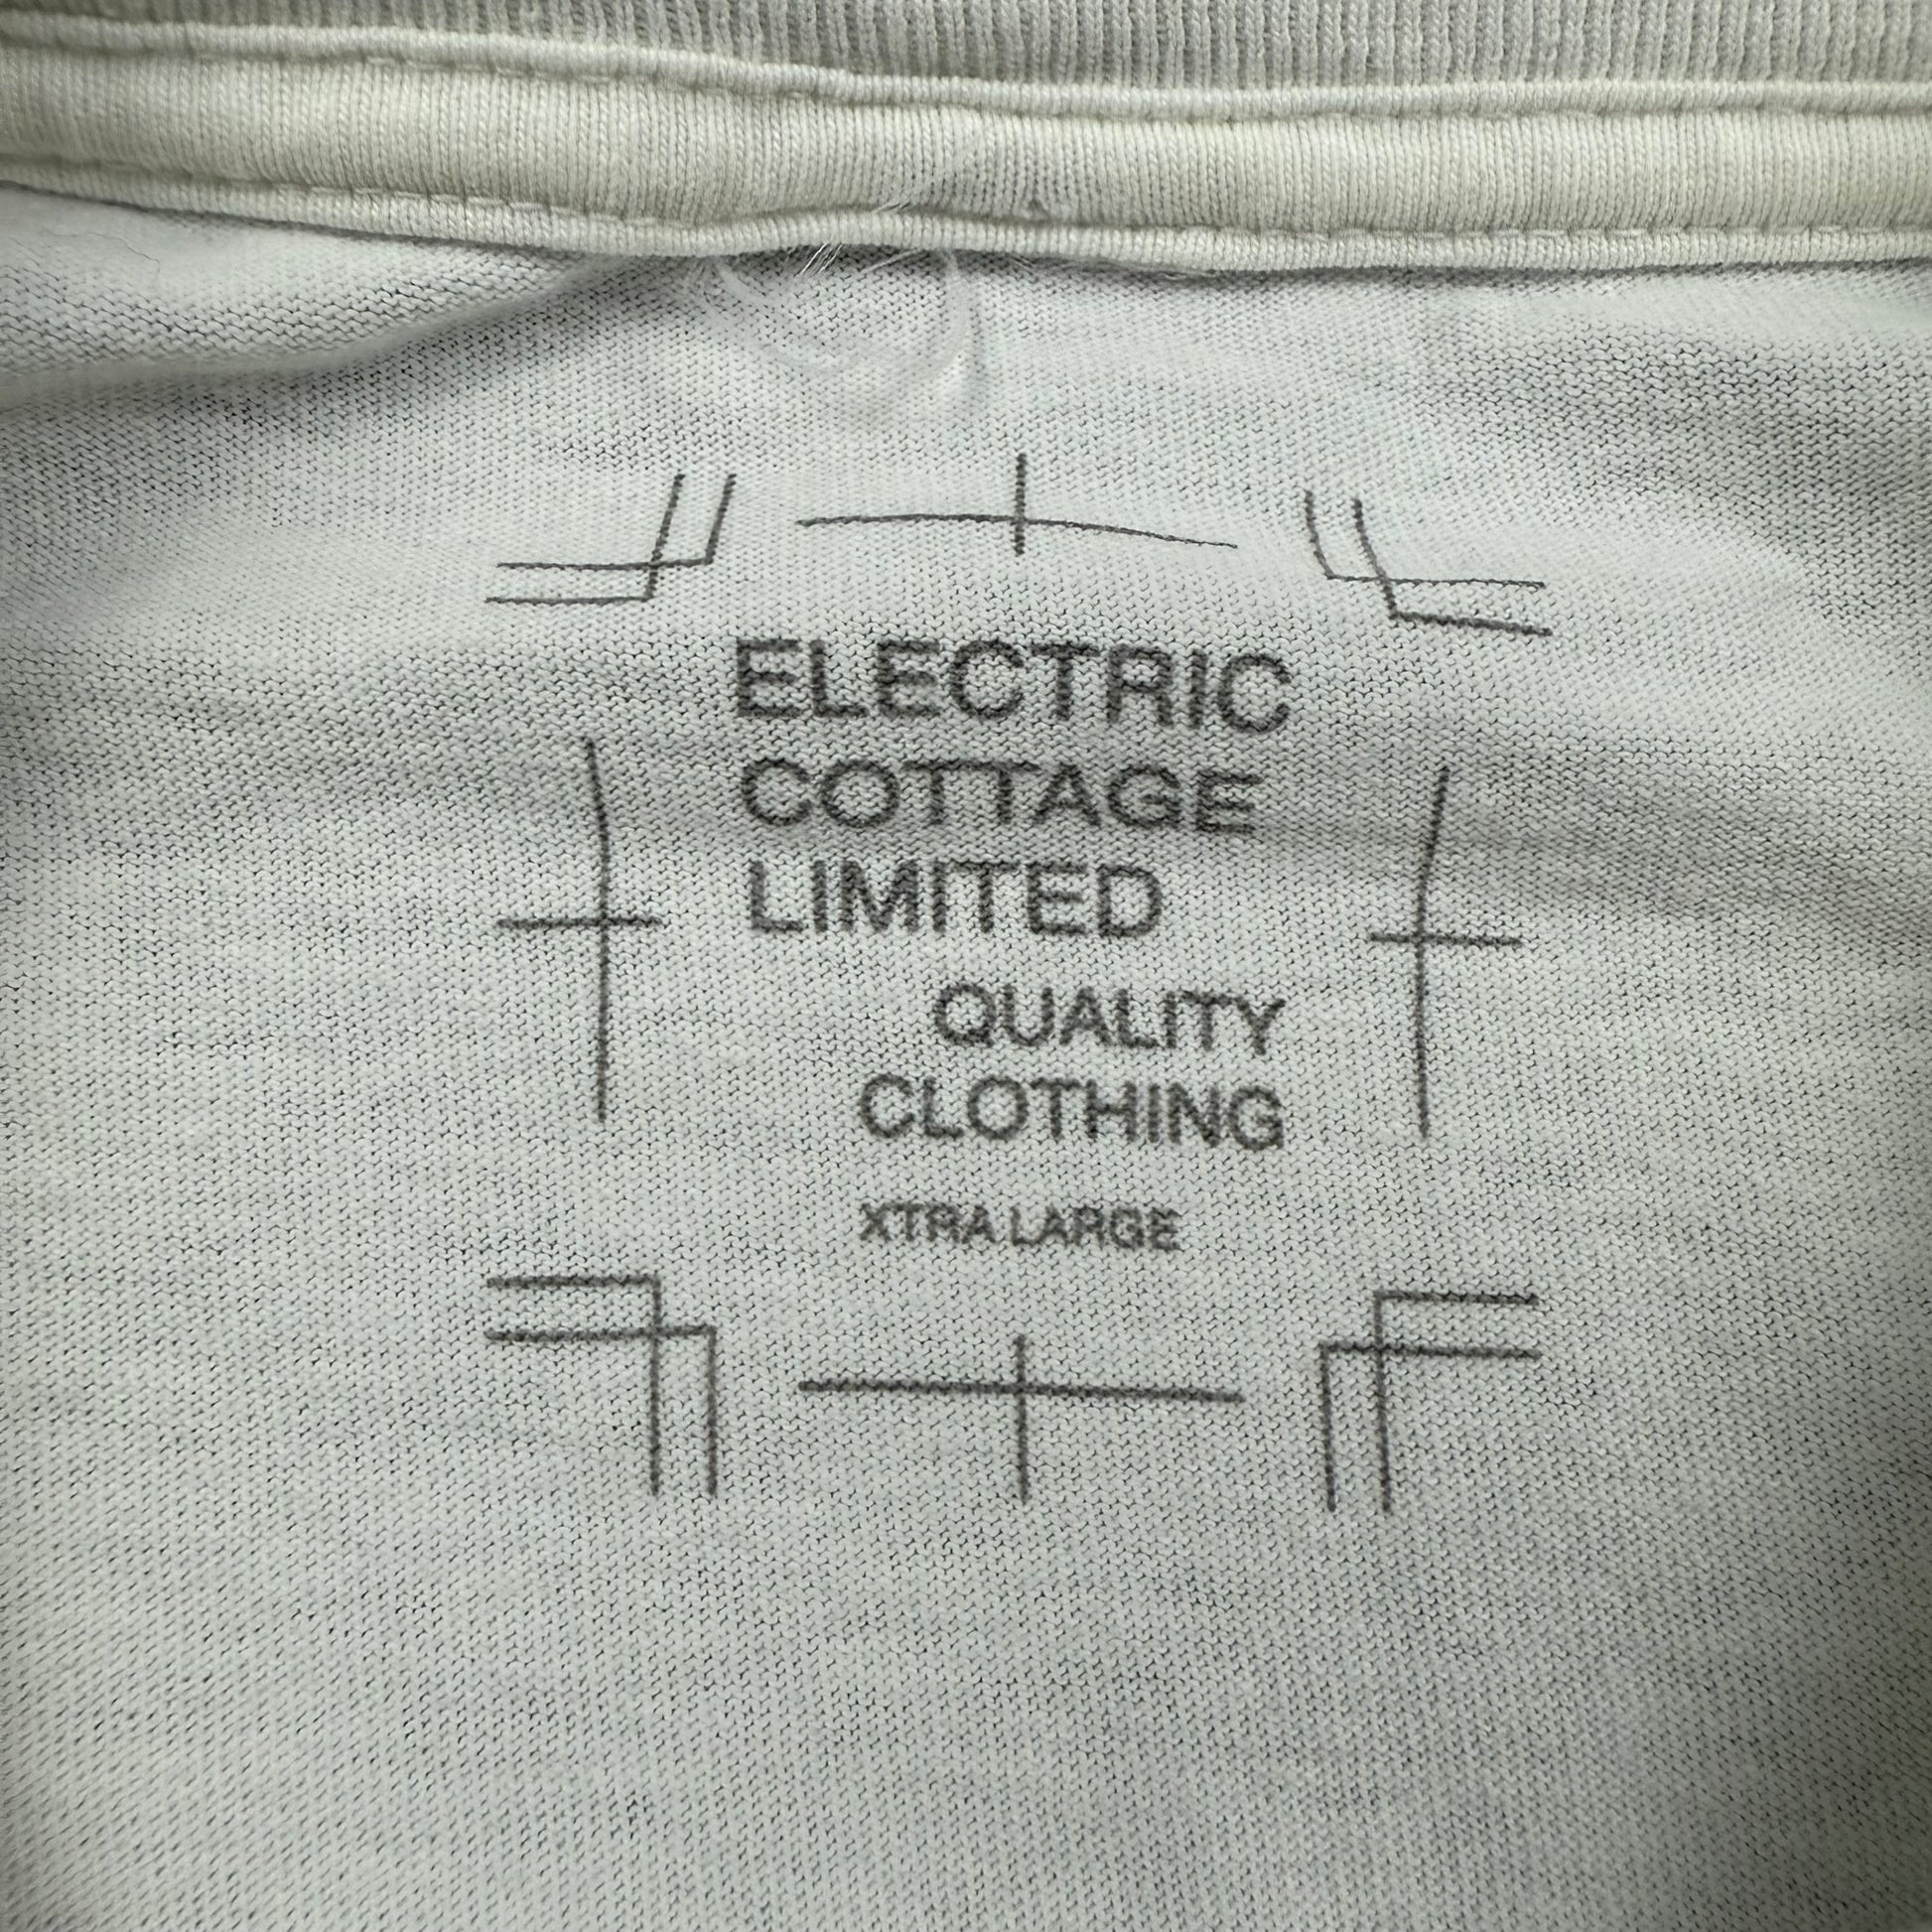 ELECTRIC
COTTAGE
LIMITED
QUALITY
CLOTHING
XTRA LARGE